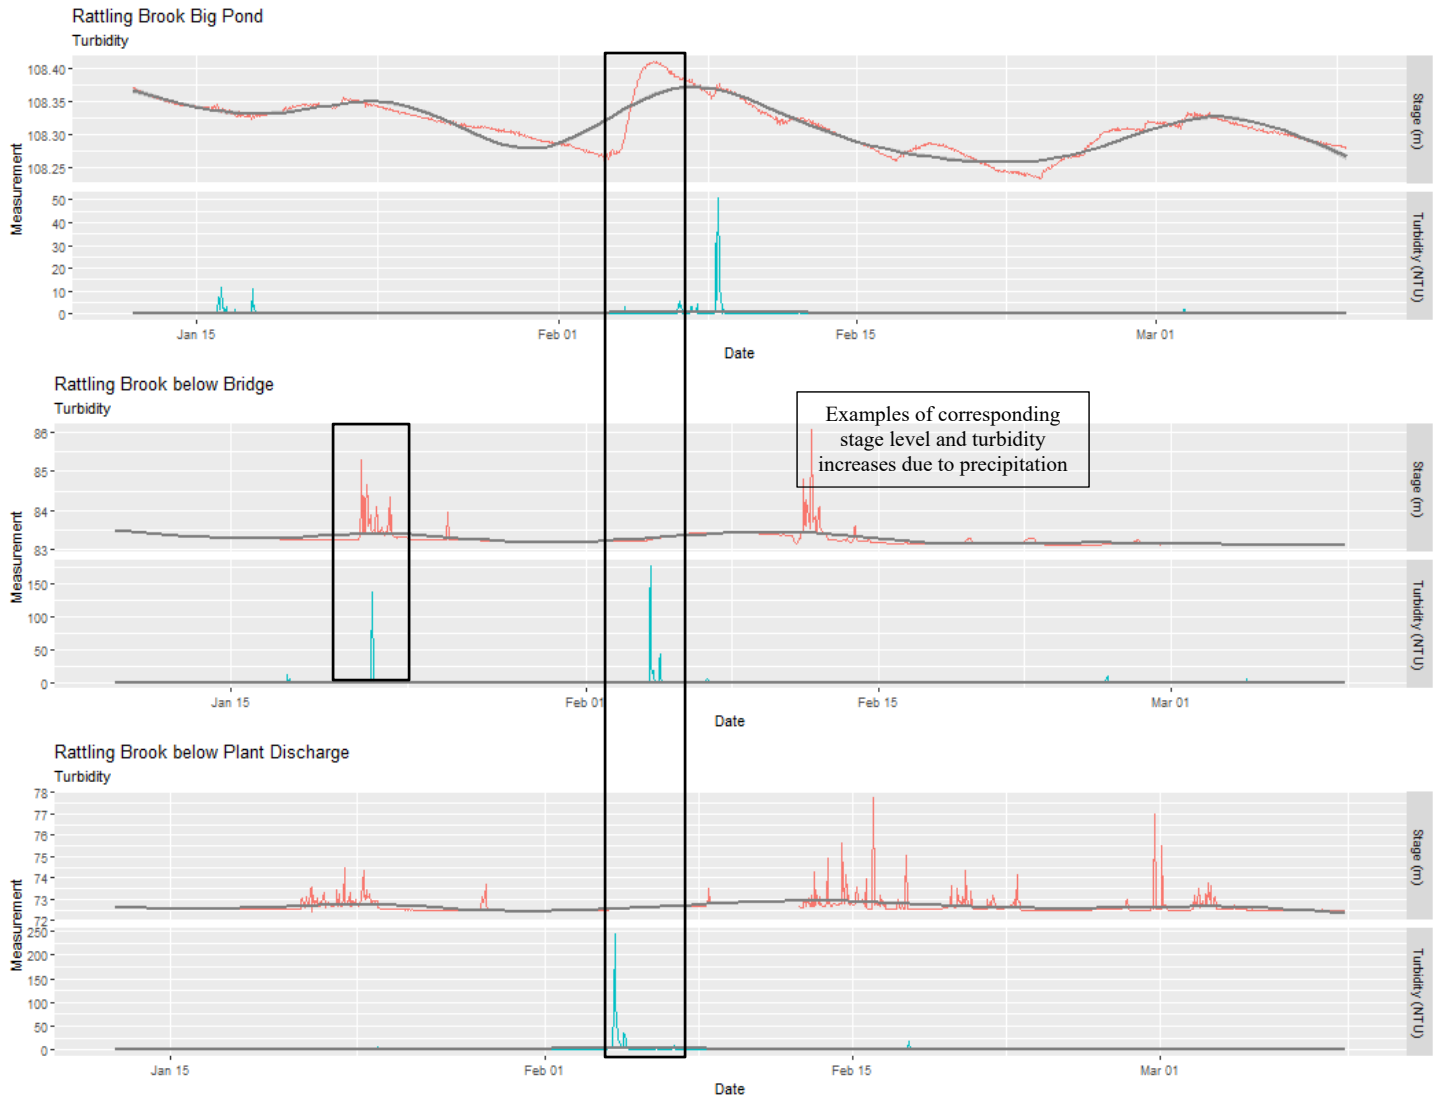 Rattling Brook Big Pond
Turbidity
108.40
108.35
108.30
108.25
Stage (m)
Measurement
50
40
30
20
10
0
Turbidity (NTU)
Jan 15
Feb 01
Feb 15
Mar 01
Date
Rattling Brook below Bridge
Turbidity
Examples of corresponding
stage level and turbidity
increases due to precipitation
86
85
84
83
Stage (m)
Measurement
150
100
50
0
Turbidity (NTU)
Jan 15
Feb 01
Feb 15
Mar 01
Date
Rattling Brook below Plant Discharge
Turbidity
78
77
76
75
74
73
72
Stage (m)
Measurement
250
200
150
100
50
0
Turbidity (NTU)
Jan 15
Feb 01
Feb 15
Mar 01
Date